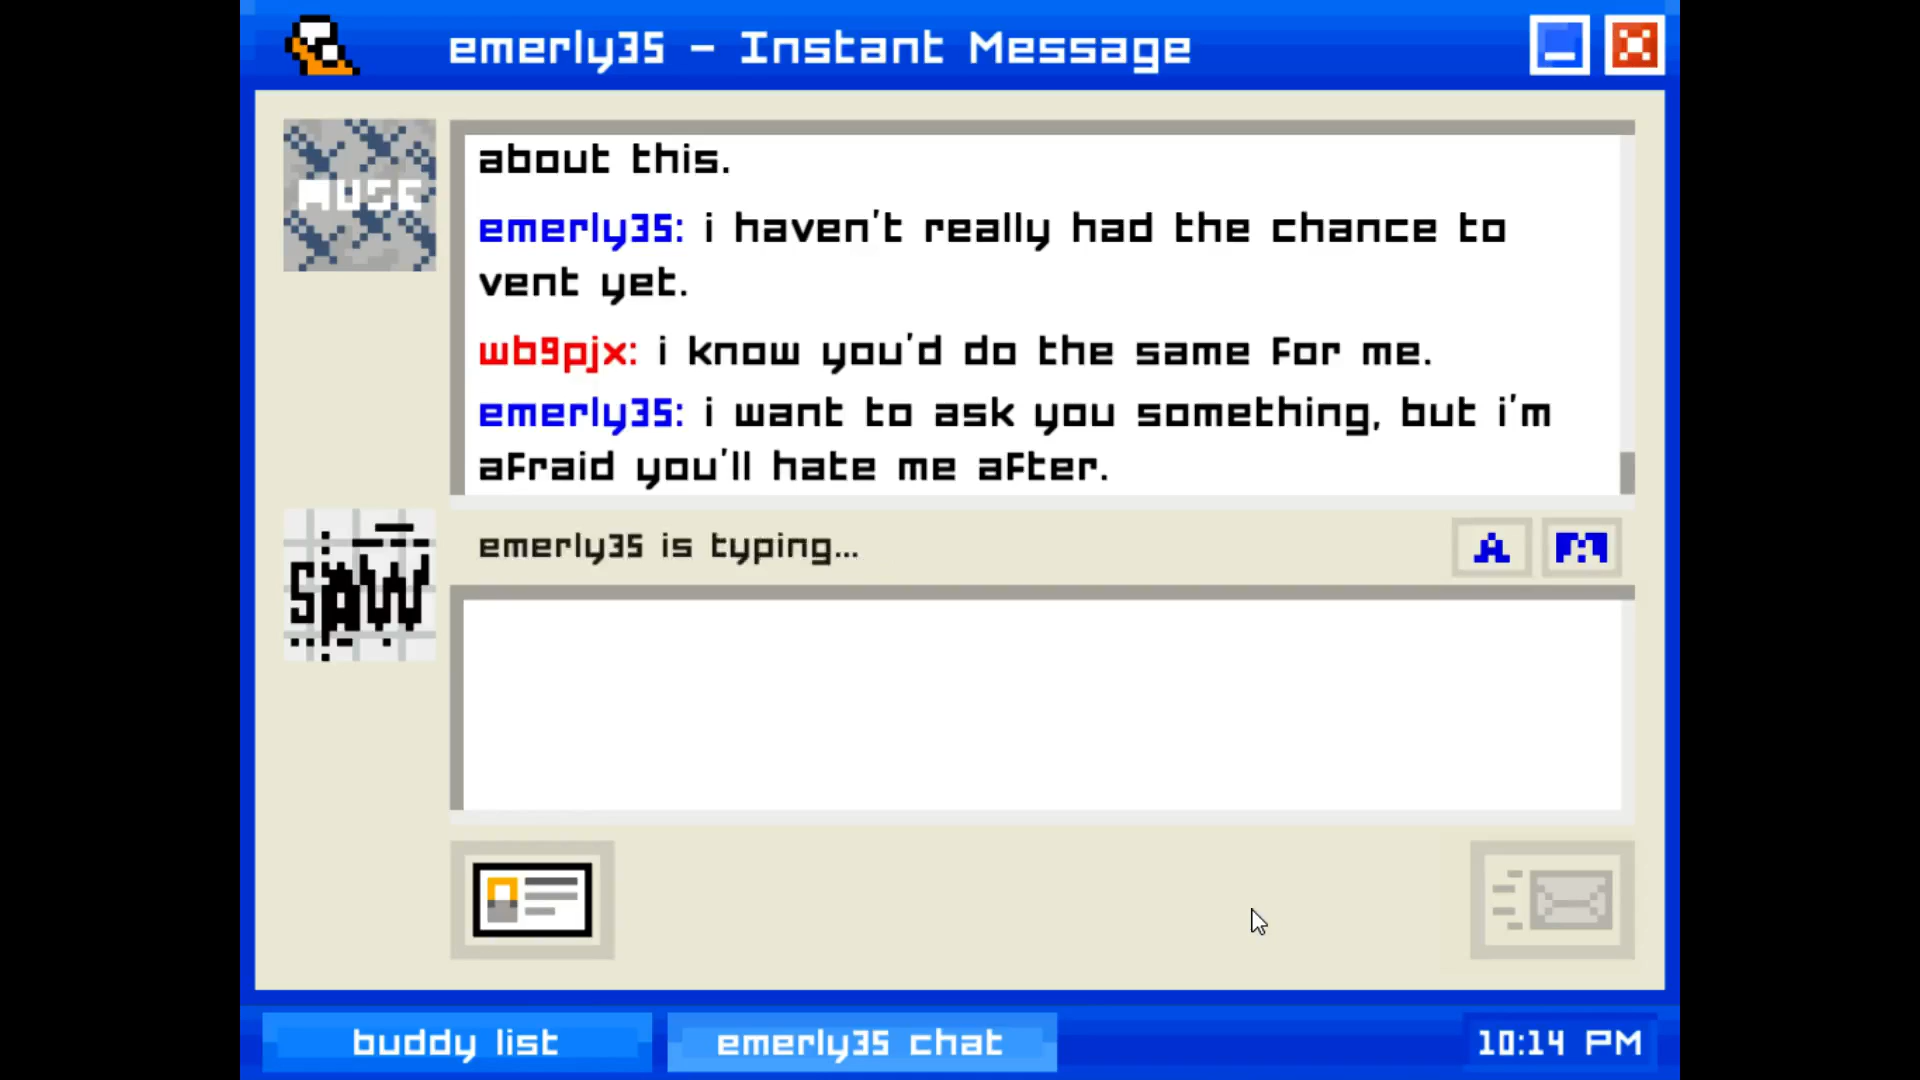 emerly35 - Instant Message
MUSE
about this.
emerly35: i haven't really had the chance to
vent yet.
wb9pjx: i know you'd do the same for me.
emerly35: i want to ask you something, but i'm
afraid you'll hate me after.
SAW
emerly35 is typing...
A
buddy list
emerly35 chat
10:14 PM